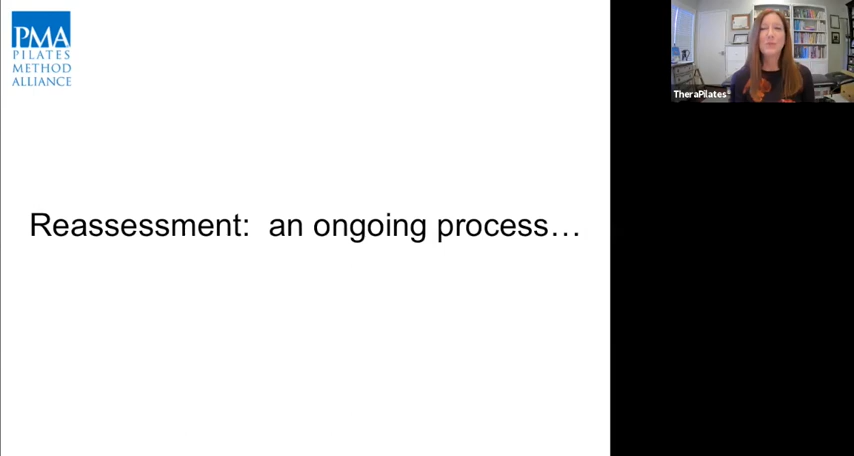 PMA
PILATES
METHOD
ALLIANCE
TheraPilates®
Reassessment:  an ongoing process…